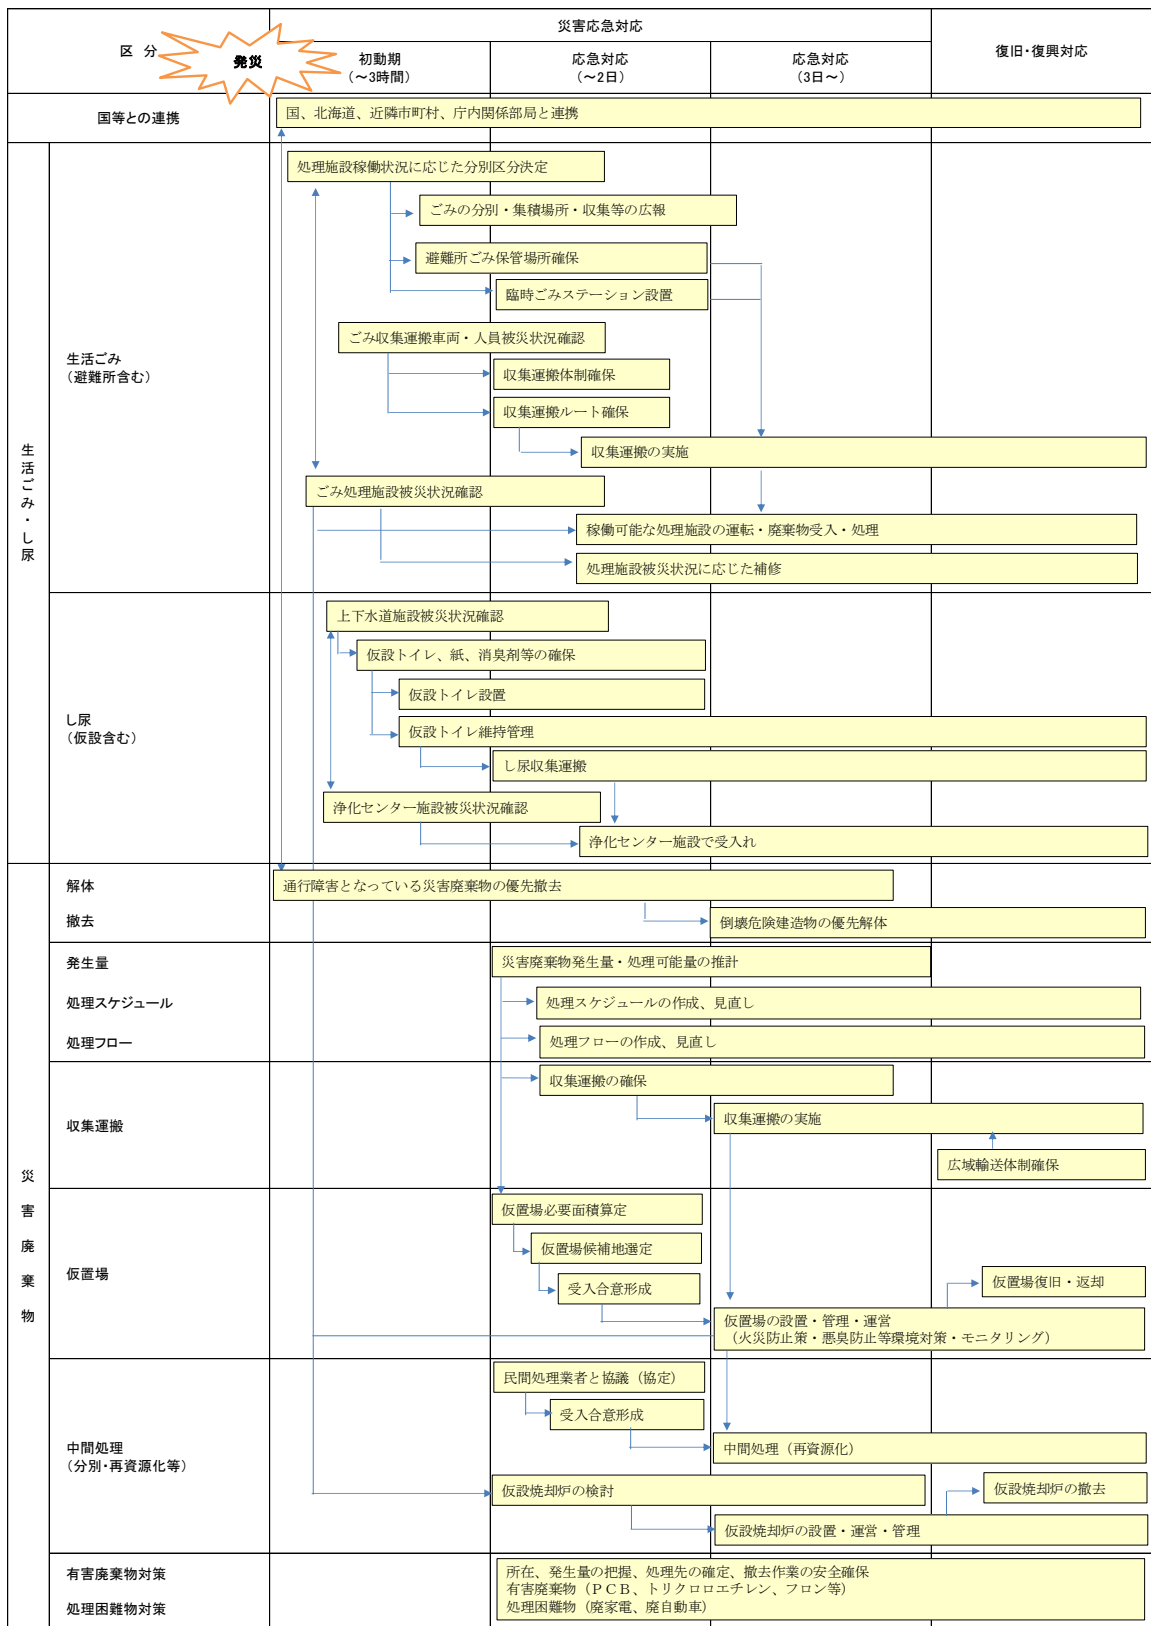 災害応急対応
区 分
発災
初動期
(～3時間)
応急対応
(～2日)
応急対応
(3日～)
復旧・復興対応
国等との連携
国、北海道、近隣市町村、庁内関係部局と連携
生活ごみ・し尿
生活ごみ
(避難所含む)
処理施設稼働状況に応じた分別区分決定
ごみの分別・集積場所・収集等の広報
避難所ごみ保管場所確保
臨時ごみステーション設置
ごみ収集運搬車両・人員被災状況確認
収集運搬体制確保
収集運搬ルート確保
収集運搬の実施
ごみ処理施設被災状況確認
稼働可能な処理施設の運転・廃棄物受入・処理
処理施設被災状況に応じた補修
し尿
(仮設含む)
上下水道施設被災状況確認
仮設トイレ、紙、消臭剤等の確保
仮設トイレ設置
仮設トイレ維持管理
し尿収集運搬
浄化センター施設被災状況確認
浄化センター施設で受入れ
災害廃棄物
解体
撤去
通行障害となっている災害廃棄物の優先撤去
倒壊危険建造物の優先解体
発生量
災害廃棄物発生量・処理可能量の推計
処理スケジュール
処理スケジュールの作成、見直し
処理フロー
処理フローの作成、見直し
収集運搬
収集運搬の確保
収集運搬の実施
広域輸送体制確保
仮置場
仮置場必要面積算定
仮置場候補地選定
受入合意形成
仮置場復旧・返却
仮置場の設置・管理・運営
(火災防止策・悪臭防止等環境対策・モニタリング)
中間処理
(分別・再資源化等)
民間処理業者と協議(協定)
受入合意形成
中間処理(再資源化)
仮設焼却炉の検討
仮設焼却炉の撤去
仮設焼却炉の設置・運営・管理
有害廃棄物対策
処理困難物対策
所在、発生量の把握、処理先の確定、撤去作業の安全確保
有害廃棄物(ＰＣＢ、トリクロロエチレン、フロン等)
処理困難物(廃家電、廃自動車)